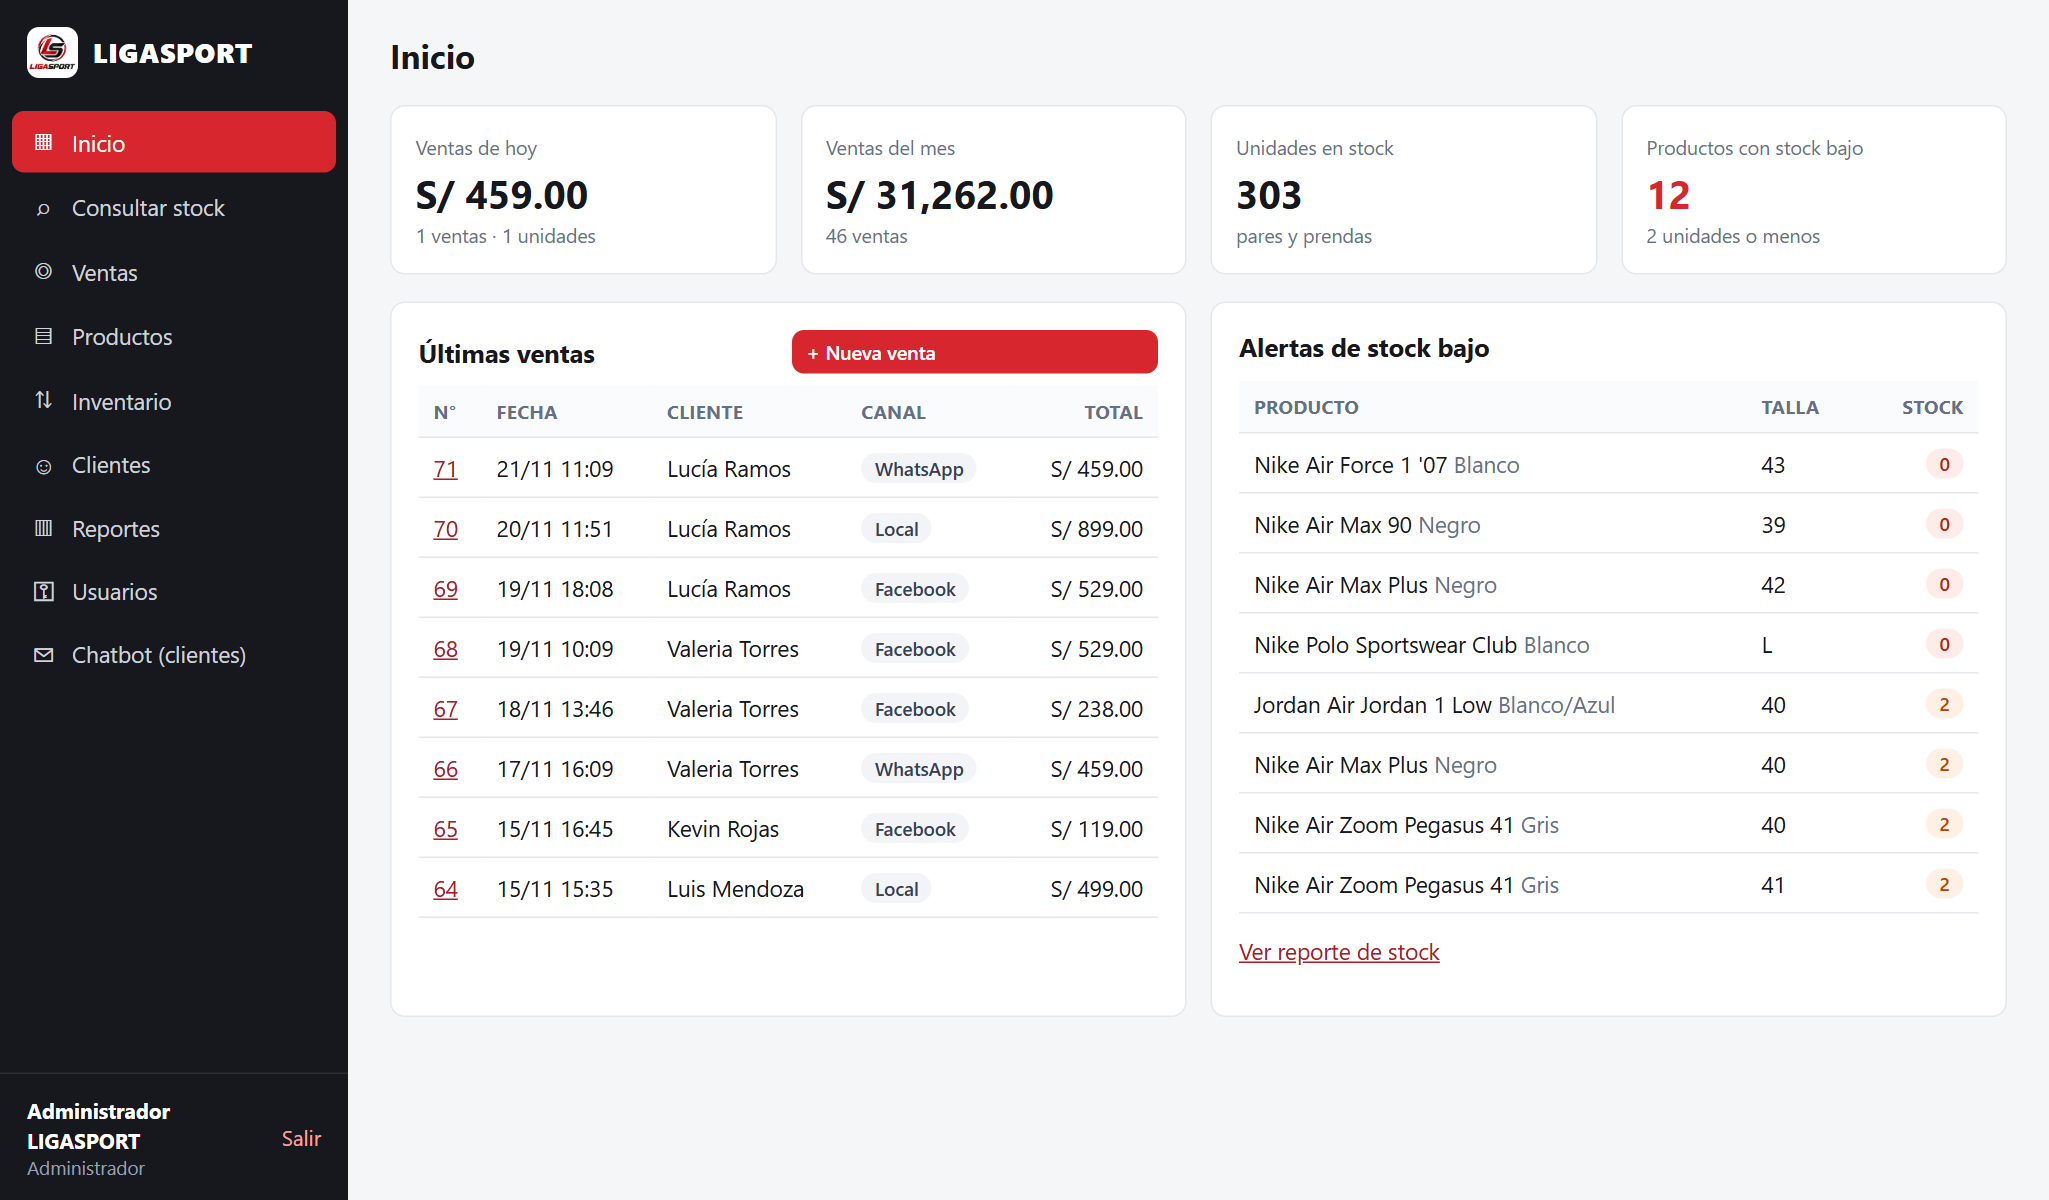 LIGASPORT
LIGASPORT
Inicio
Consultar stock
Ventas
Productos
Inventario
Clientes
Reportes
Usuarios
Chatbot (clientes)
Administrador
LIGASPORT
Administrador
Salir
Inicio
Ventas de hoy
S/ 459.00
1 ventas · 1 unidades
Ventas del mes
S/ 31,262.00
46 ventas
Unidades en stock
303
pares y prendas
Productos con stock bajo
12
2 unidades o menos
Últimas ventas
+ Nueva venta
N° FECHA CLIENTE CANAL TOTAL
71 21/11 11:09 Lucía Ramos WhatsApp S/ 459.00
70 20/11 11:51 Lucía Ramos Local S/ 899.00
69 19/11 18:08 Lucía Ramos Facebook S/ 529.00
68 19/11 10:09 Valeria Torres Facebook S/ 529.00
67 18/11 13:46 Valeria Torres Facebook S/ 238.00
66 17/11 16:09 Valeria Torres WhatsApp S/ 459.00
65 15/11 16:45 Kevin Rojas Facebook S/ 119.00
64 15/11 15:35 Luis Mendoza Local S/ 499.00
Alertas de stock bajo
PRODUCTO TALLA STOCK
Nike Air Force 1 '07 Blanco 43 0
Nike Air Max 90 Negro 39 0
Nike Air Max Plus Negro 42 0
Nike Polo Sportswear Club Blanco L 0
Jordan Air Jordan 1 Low Blanco/Azul 40 2
Nike Air Max Plus Negro 40 2
Nike Air Zoom Pegasus 41 Gris 40 2
Nike Air Zoom Pegasus 41 Gris 41 2
Ver reporte de stock